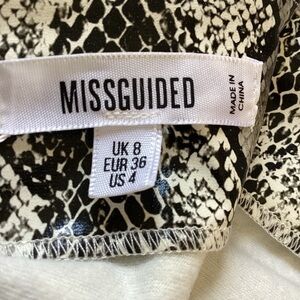 MISSGUIDED
MADE IN
CHINA
UK 8
EUR 36
US 4